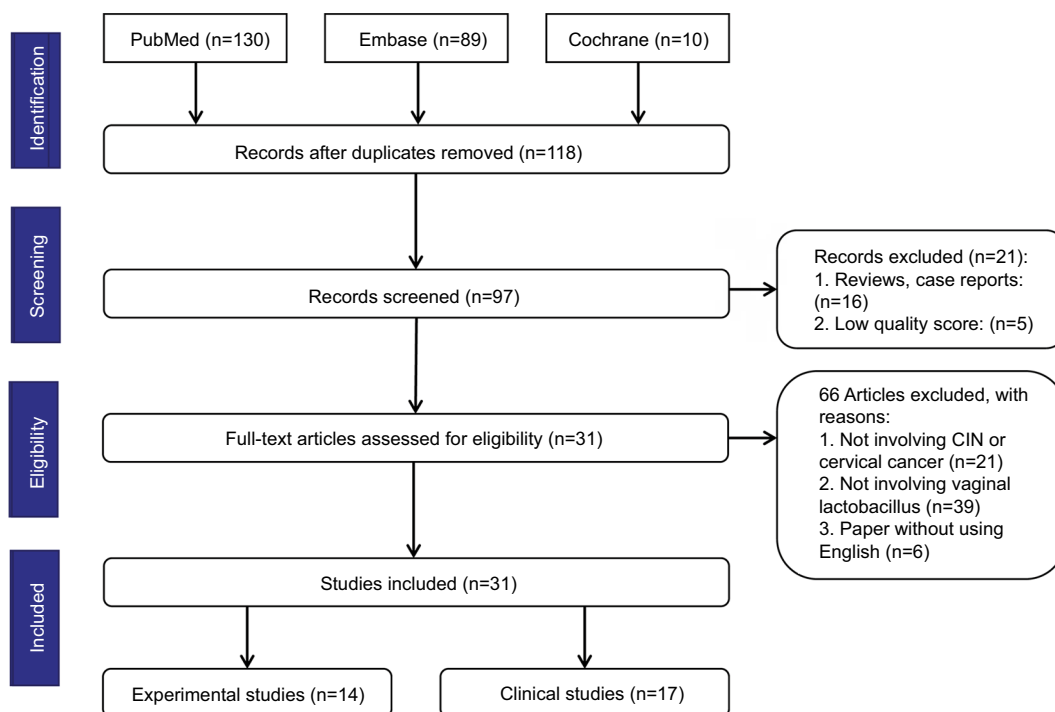 PubMed (n=130)
Embase (n=89)
Cochrane (n=10)
Identification
Records after duplicates removed (n=118)
Screening
Records screened (n=97)
Records excluded (n=21):
1. Reviews, case reports:
(n=16)
2. Low quality score: (n=5)
Eligibility
Full-text articles assessed for eligibility (n=31)
66 Articles excluded, with
reasons:
1. Not involving CIN or
cervical cancer (n=21)
2. Not involving vaginal
lactobacillus (n=39)
3. Paper without using
English (n=6)
Included
Studies included (n=31)
Experimental studies (n=14)
Clinical studies (n=17)